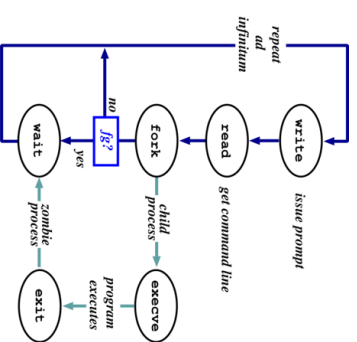 repeat
ad
infinitum
write
issue prompt
read
get command line
fork
child
process
execve
no
fg?
yes
program
executes
wait
zombie
process
exit